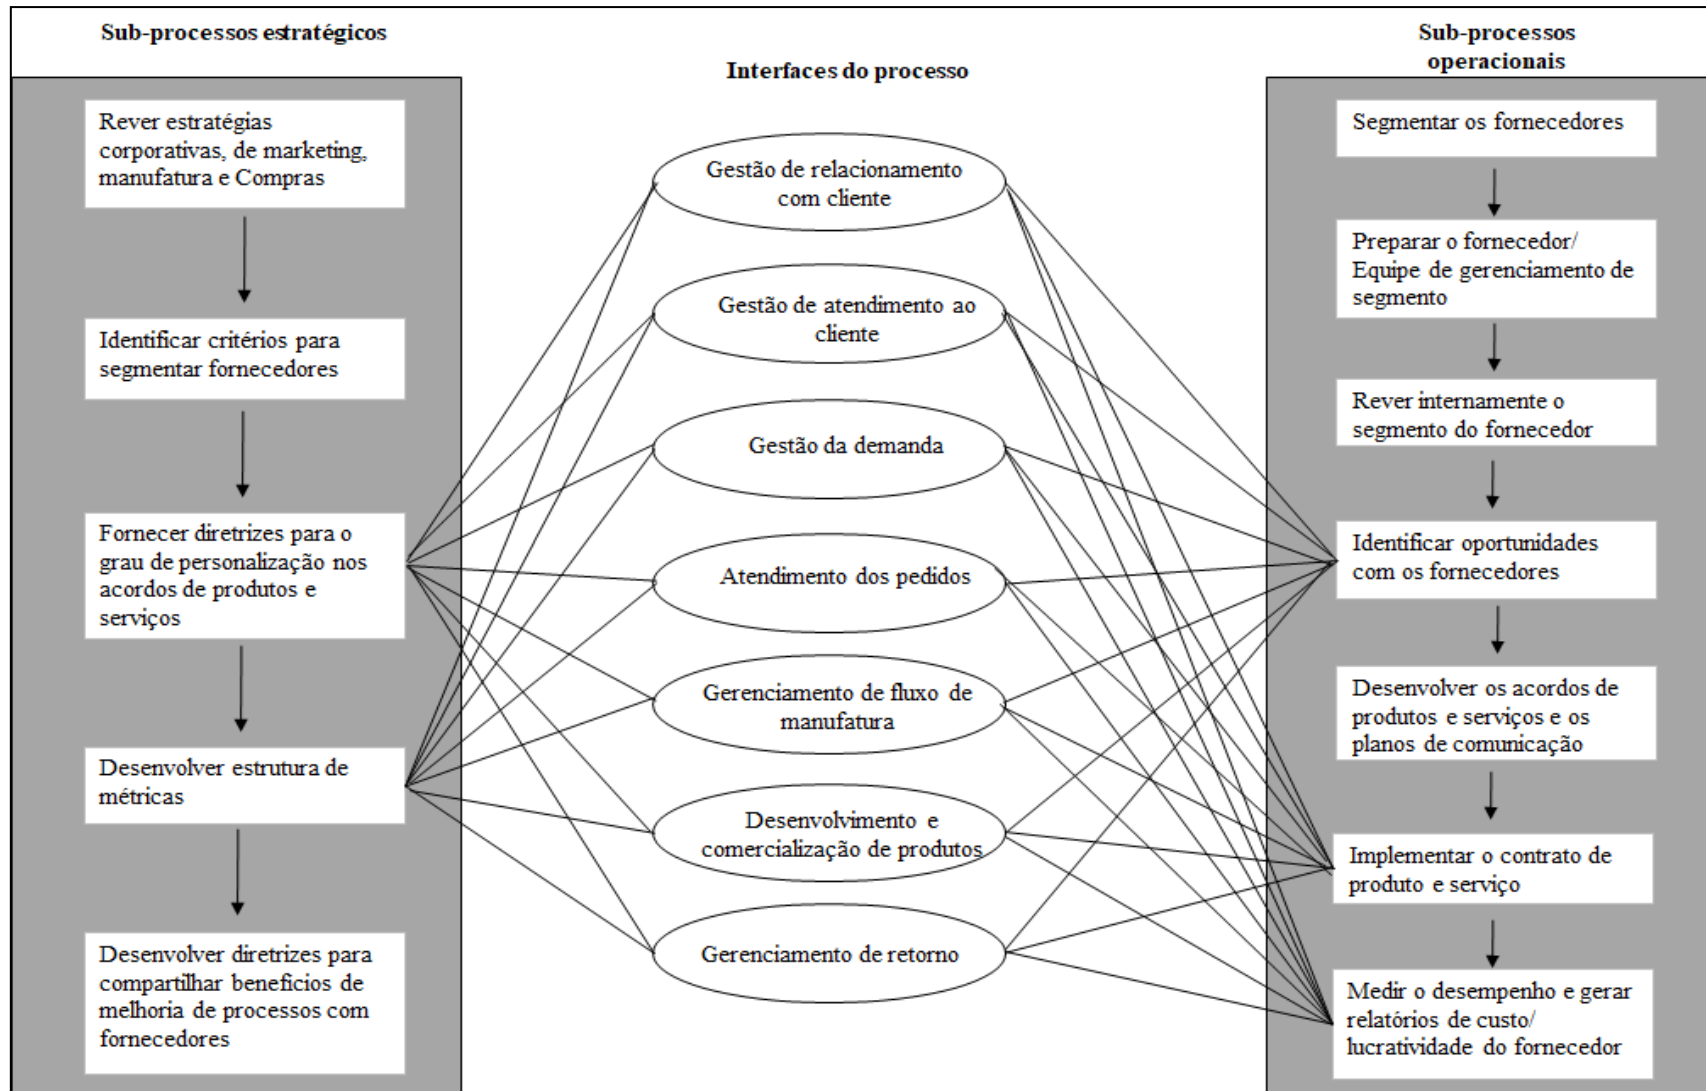 Sub-processos estratégicos
Rever estratégias
corporativas, de marketing,
manufatura e Compras
Identificar critérios para
segmentar fornecedores
Fornecer diretrizes para o
grau de personalização nos
acordos de produtos e
serviços
Desenvolver estrutura de
métricas
Desenvolver diretrizes para
compartilhar benefícios de
melhoria de processos com
fornecedores
Interfaces do processo
Gestão de relacionamento
com cliente
Gestão de atendimento ao
cliente
Gestão da demanda
Atendimento dos pedidos
Gerenciamento de fluxo de
manufatura
Desenvolvimento e
comercialização de produtos
Gerenciamento de retorno
Sub-processos
operacionais
Segmentar os fornecedores
Preparar o fornecedor/
Equipe de gerenciamento de
segmento
Rever internamente o
segmento do fornecedor
Identificar oportunidades
com os fornecedores
Desenvolver os acordos de
produtos e serviços e os
planos de comunicação
Implementar o contrato de
produto e serviço
Medir o desempenho e gerar
relatórios de custo/
lucratividade do fornecedor